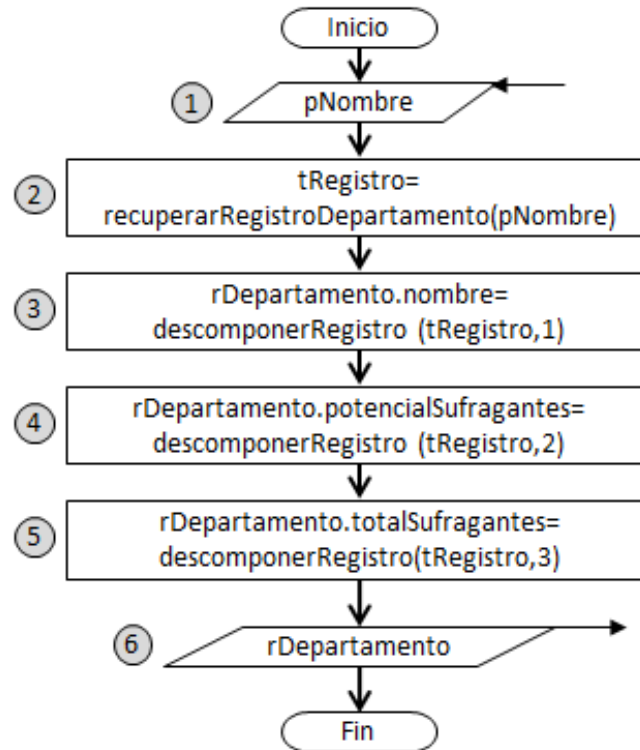 Inicio
1
pNombre
2
tRegistro=
recuperarRegistroDepartamento(pNombre)
3
rDepartamento.nombre=
descomponerRegistro (tRegistro,1)
4
rDepartamento.potencialSufragantes=
descomponerRegistro (tRegistro,2)
5
rDepartamento.totalSufragantes=
descomponerRegistro(tRegistro,3)
6
rDepartamento
Fin